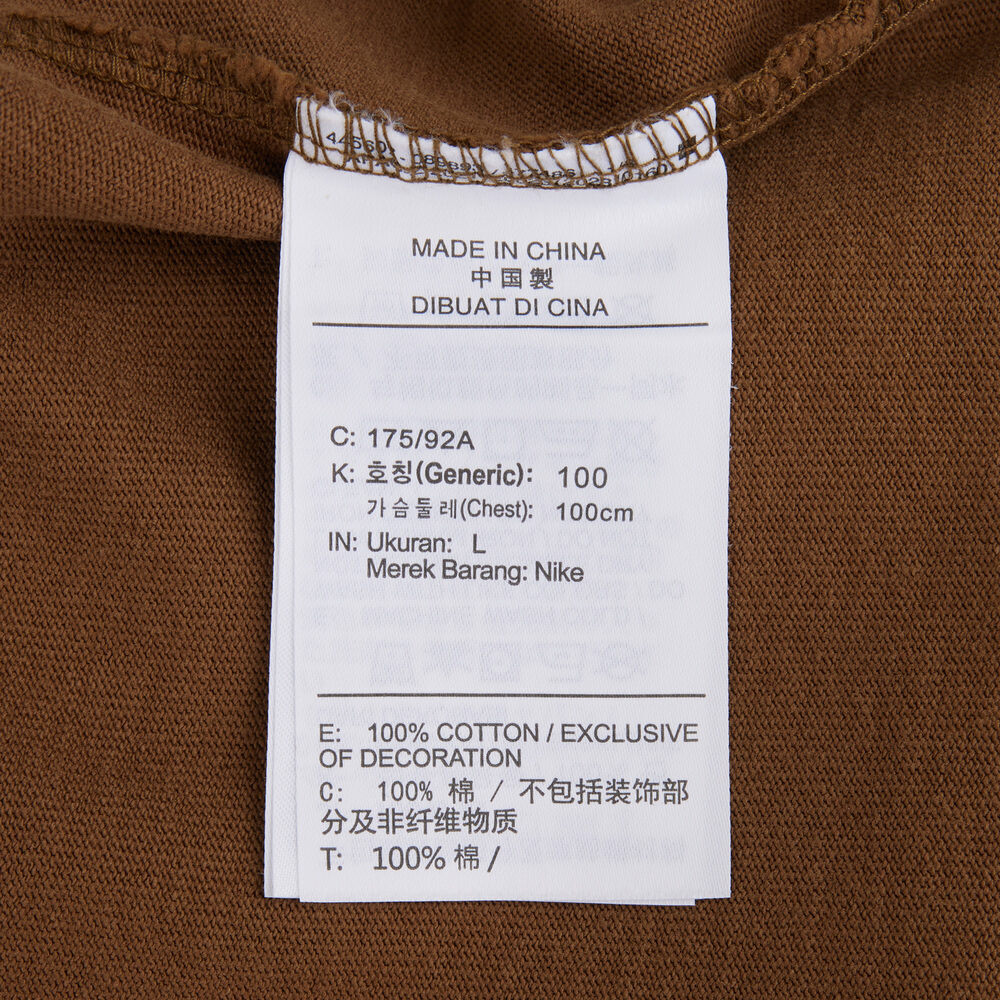 MADE IN CHINA
中国製
DIBUAT DI CINA
C: 175/92A
K: 호칭(Generic): 100
가슴둘레(Chest): 100cm
IN: Ukuran: L
Merek Barang: Nike
E: 100% COTTON / EXCLUSIVE
OF DECORATION
C: 100% 棉 / 不包括装饰部
分及非纤维物质
T: 100% 棉 /